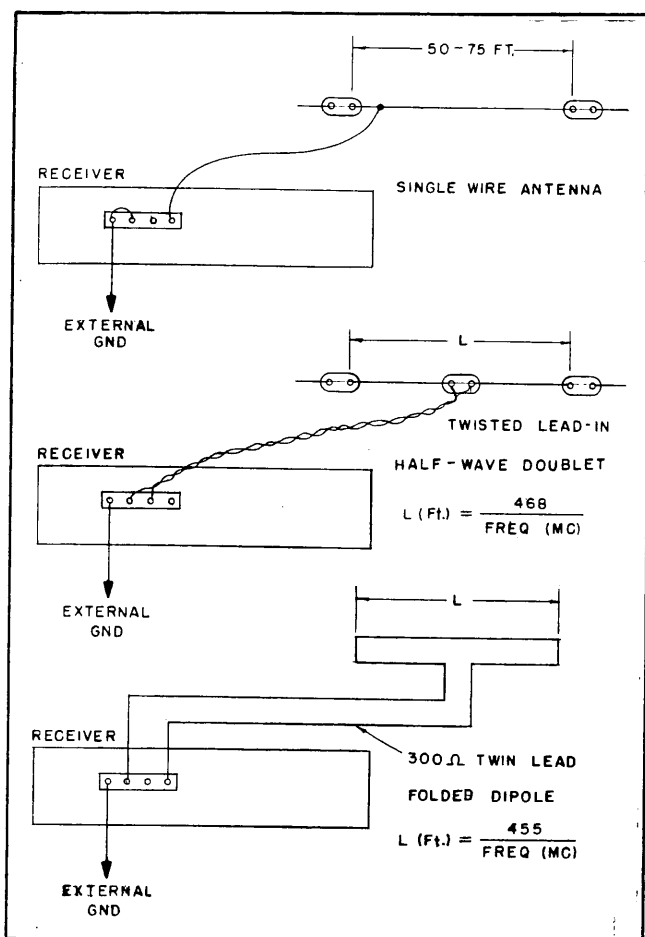 50-75 FT.
RECEIVER
SINGLE WIRE ANTENNA
EXTERNAL
GND
L
TWISTED LEAD-IN
RECEIVER
HALF-WAVE DOUBLET
L (Ft.) = 468
FREQ (MC)
EXTERNAL
GND
L
RECEIVER
300Ω TWIN LEAD
FOLDED DIPOLE
L (Ft.) = 455
FREQ (MC)
EXTERNAL
GND